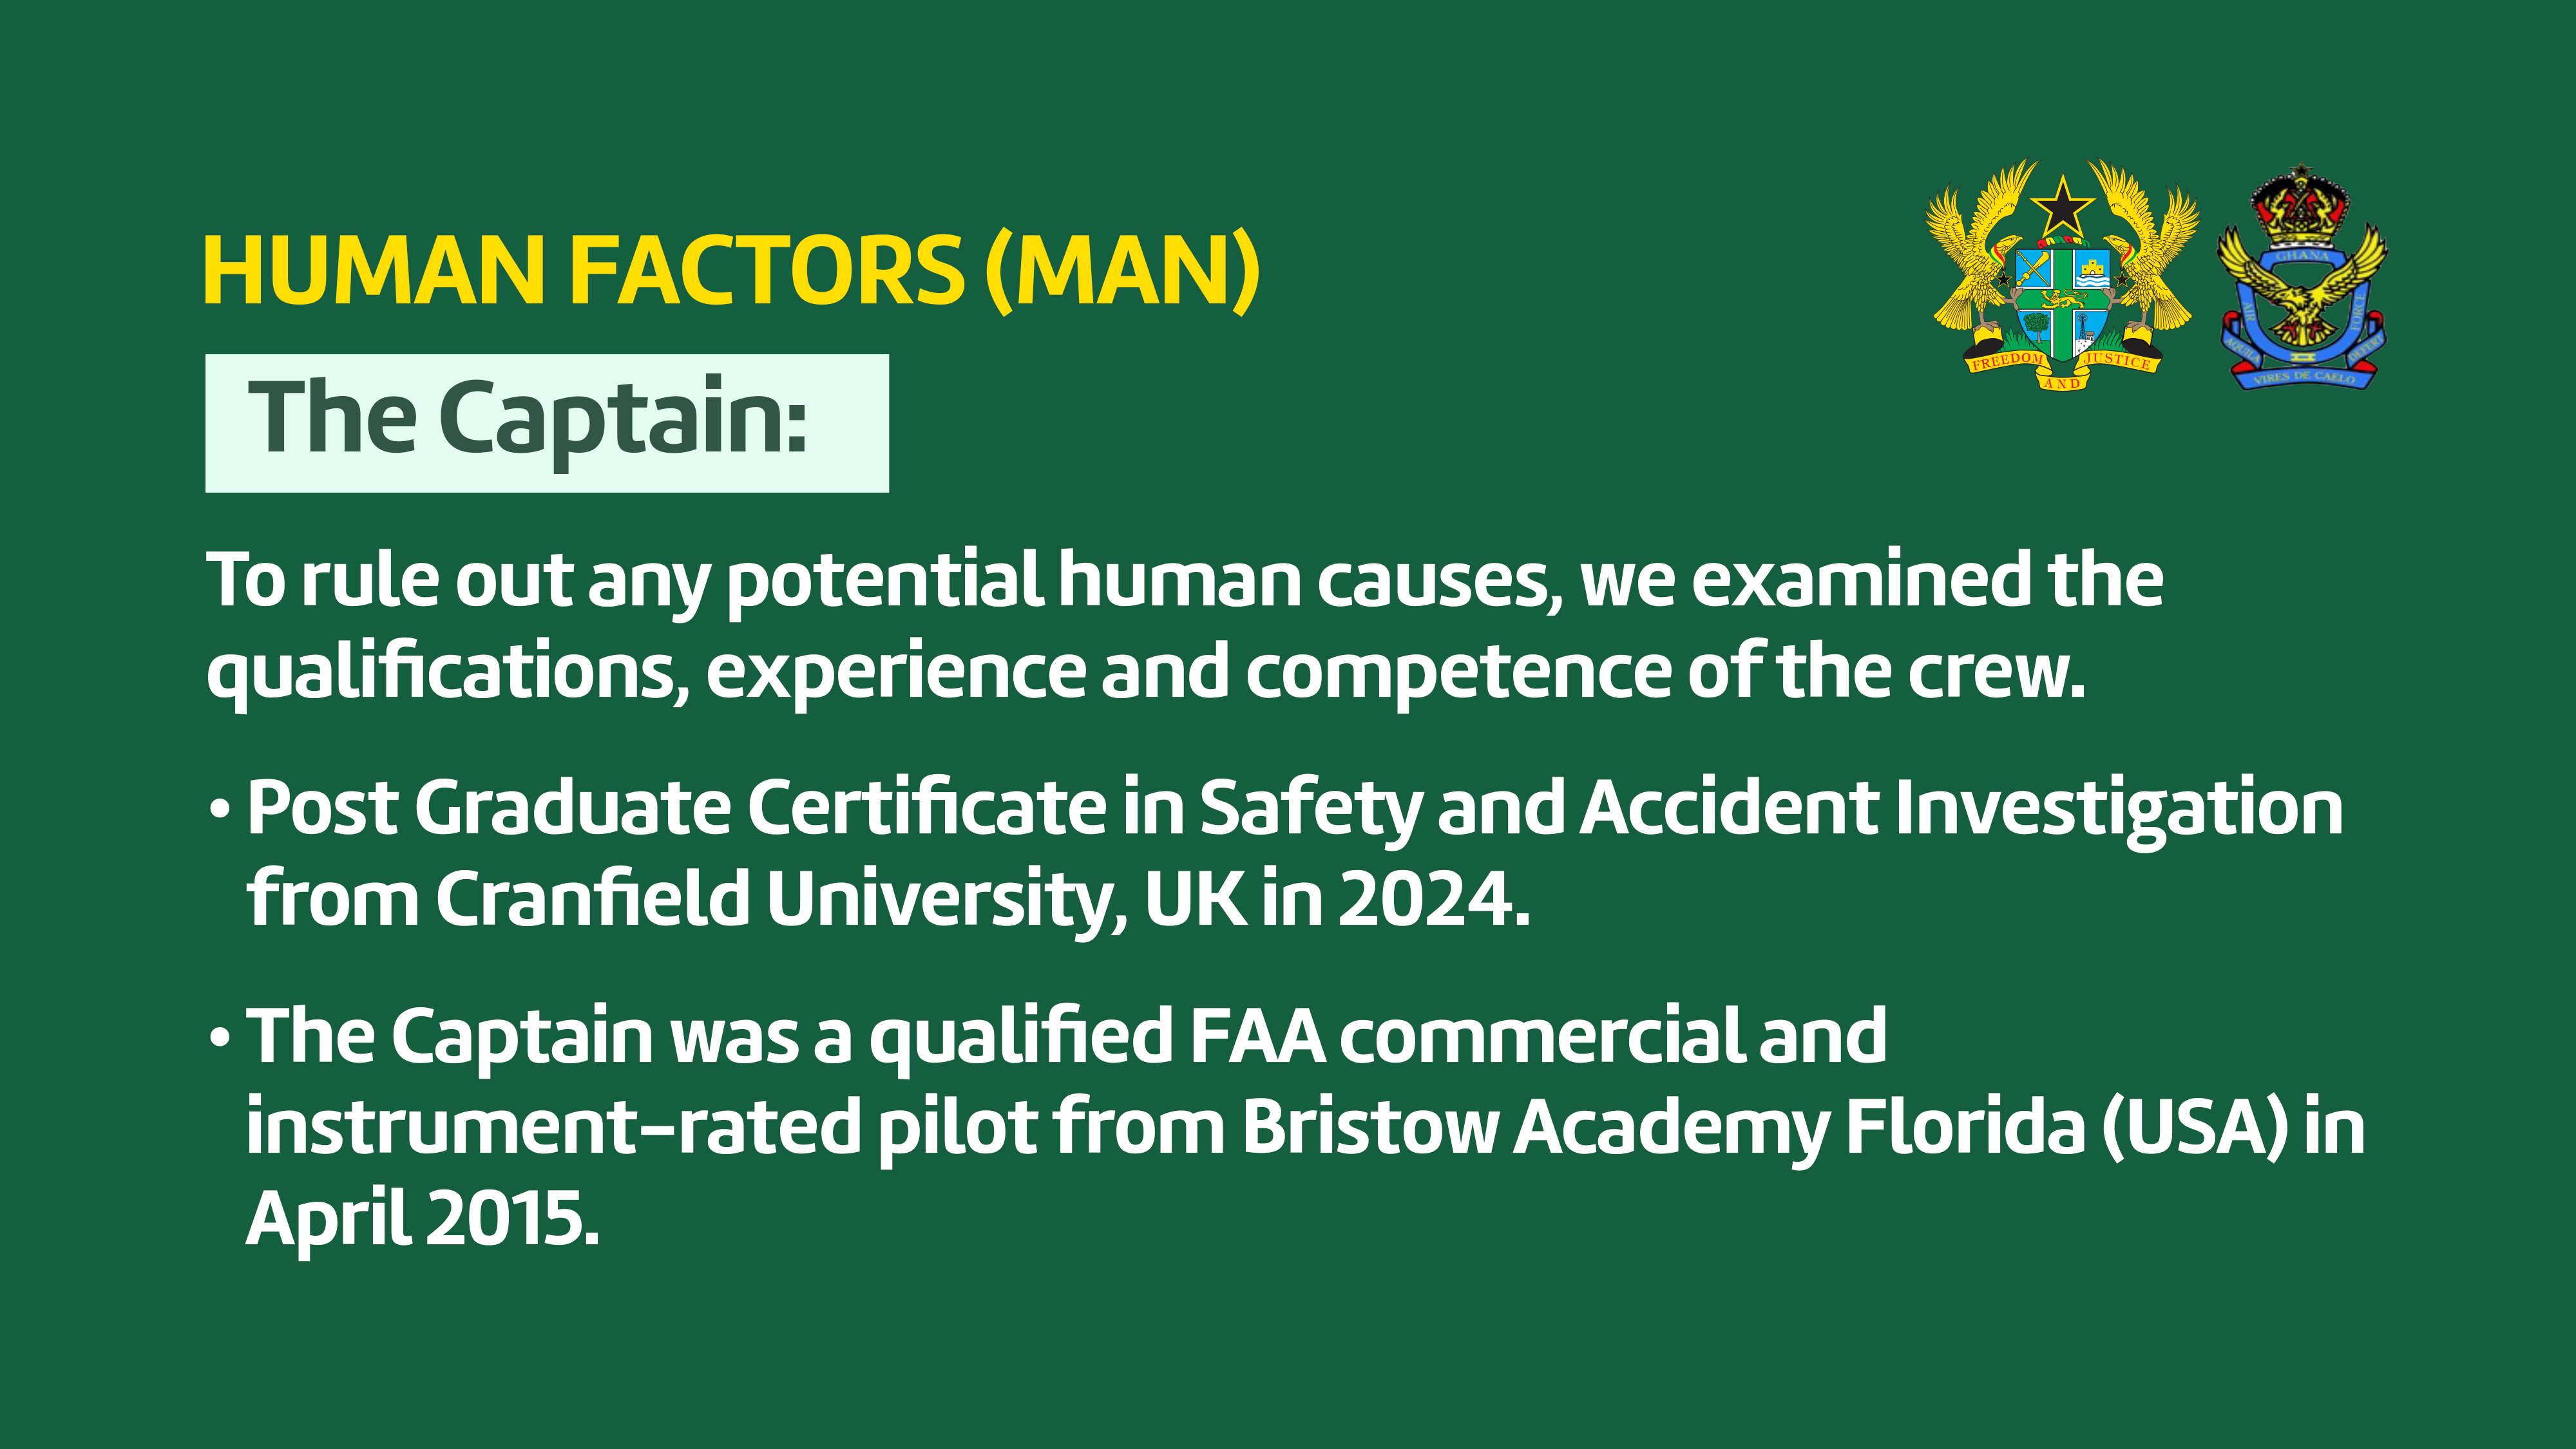 HUMAN FACTORS (MAN)
FREEDOM AND JUSTICE
GHANA
AIR FORCE
AQUILA DEFERT
VIRES DE CAELO
The Captain:
To rule out any potential human causes, we examined the
qualifications, experience and competence of the crew.
• Post Graduate Certificate in Safety and Accident Investigation
from Cranfield University, UK in 2024.
• The Captain was a qualified FAA commercial and
instrument-rated pilot from Bristow Academy Florida (USA) in
April 2015.